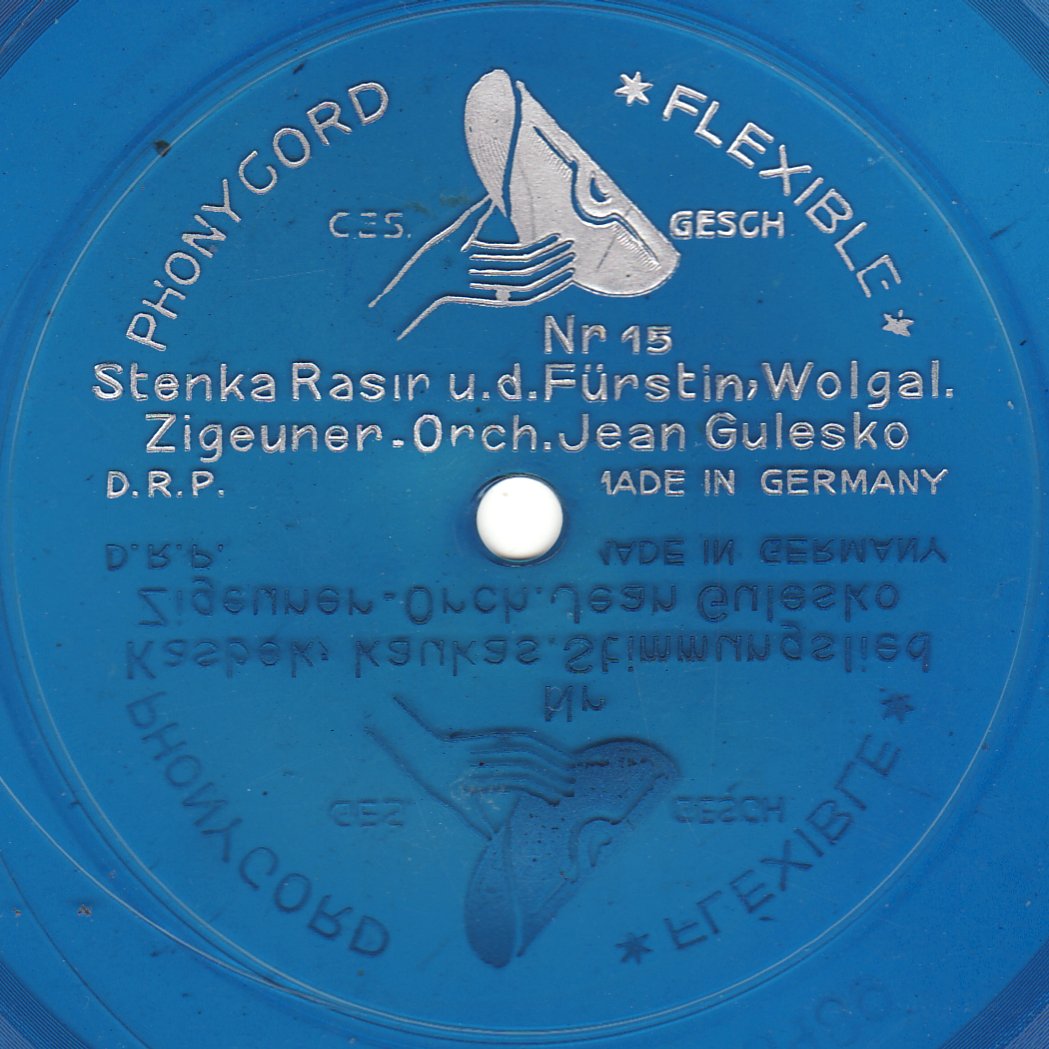 PHONYCORD
* FLEXIBLE *
GES. GESCH
Nr 15
Stenka Rasin u.d.Fürstin, Wolgal.
Zigeuner-Orch. Jean Gulesko
D.R.P. MADE IN GERMANY
D.R.P. MADE IN GERMANY
Zigeuner-Orch. Jean Gulesko
Kasbek, kaukas. Stimmungslied
Nr
GES. GESCH
PHONYCORD
* FLEXIBLE *